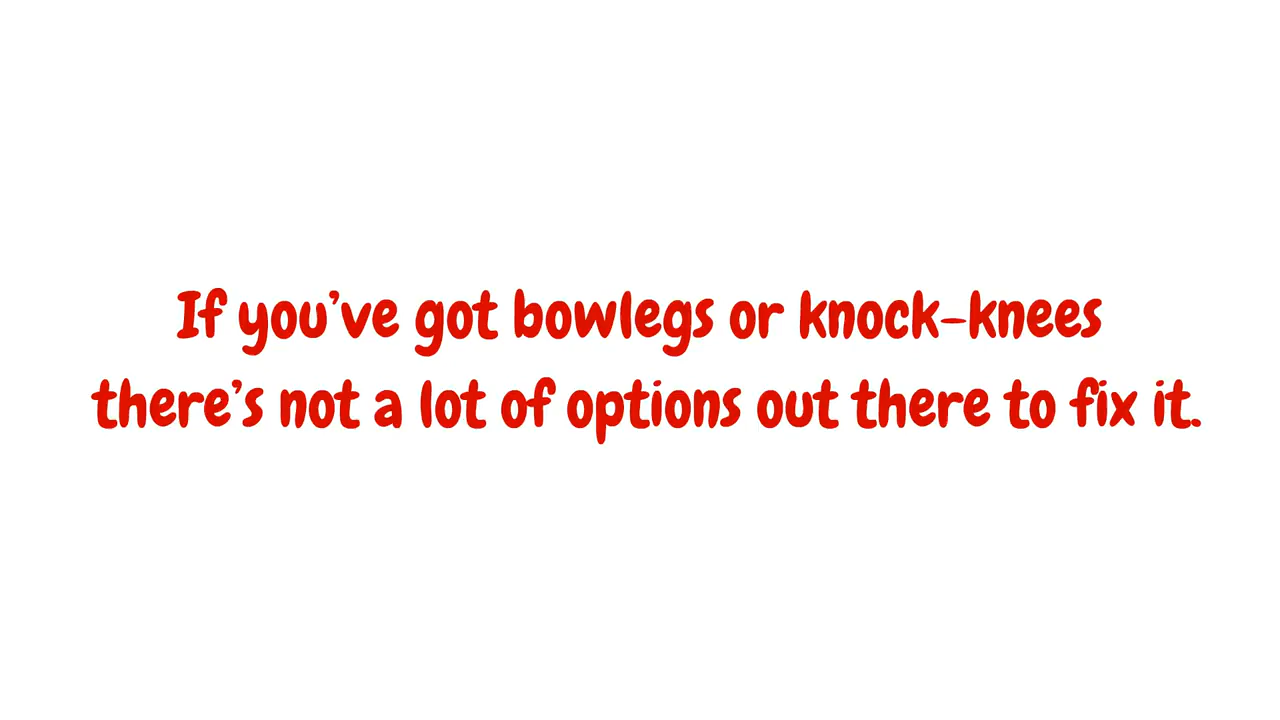 If you've got bowlegs or knock-knees
there's not a lot of options out there to fix it.